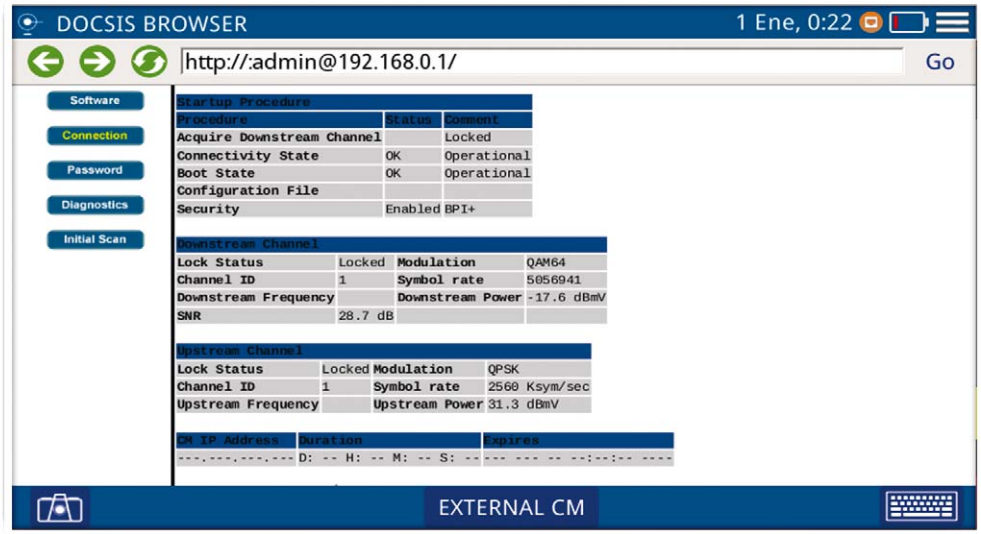 DOCSIS BROWSER 1 Ene, 0:22
http://:admin@192.168.0.1/ Go
Software
Connection
Password
Diagnostics
Initial Scan
Startup Procedure
Procedure Status Comment
Acquire Downstream Channel Locked
Connectivity State OK Operational
Boot State OK Operational
Configuration File
Security Enabled BPI+
Downstream Channel
Lock Status Locked Modulation QAM64
Channel ID 1 Symbol rate 5056941
Downstream Frequency Downstream Power -17.6 dBmV
SNR 28.7 dB
Upstream Channel
Lock Status Locked Modulation QPSK
Channel ID 1 Symbol rate 2560 Ksym/sec
Upstream Frequency Upstream Power 31.3 dBmV
CM IP Address Duration Expires
---.---.---.--- D: -- H: -- M: -- S: -- --- --- -- --:--:-- ----
EXTERNAL CM